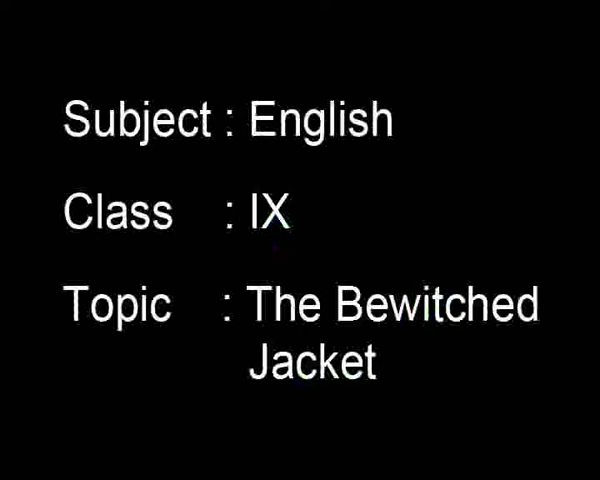 Subject : English
Class : IX
Topic : The Bewitched
Jacket